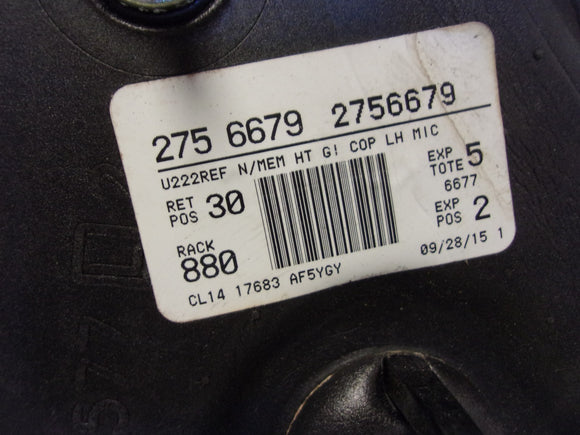 275 6679 2756679
U222REF N/MEM HT G! COP LH MIC
RET POS 30
EXP TOTE 5
6677
RACK 880
EXP POS 2
CL14 17683 AF5YGY
09/28/15 1